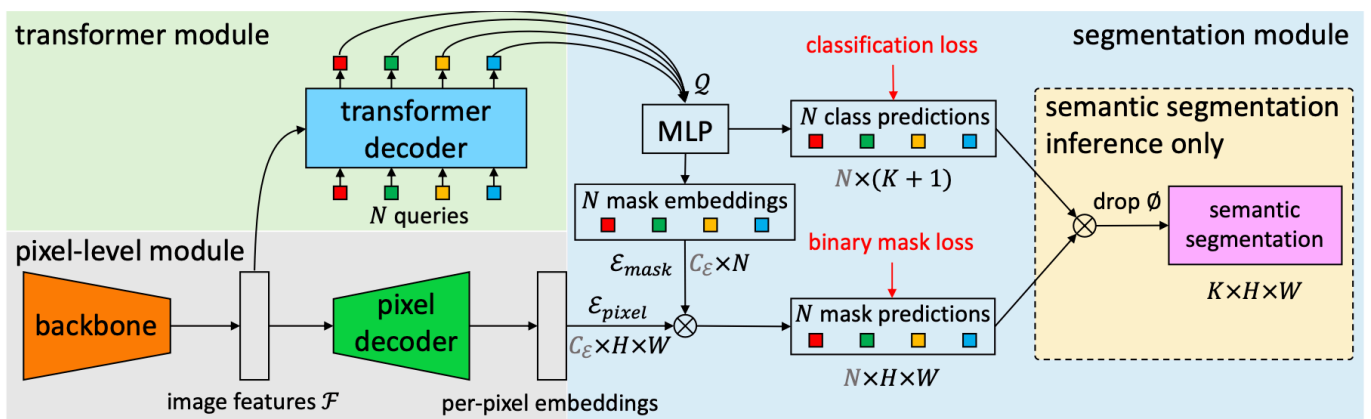 transformer module
transformer
decoder
N queries
pixel-level module
backbone
image features ℱ
pixel
decoder
per-pixel embeddings
segmentation module
𝒬
MLP
classification loss
N class predictions
N×(K + 1)
N mask embeddings
ℰ_mask C_ℰ×N
ℰ_pixel
C_ℰ×H×W
binary mask loss
N mask predictions
N×H×W
semantic segmentation
inference only
drop ∅
semantic
segmentation
K×H×W